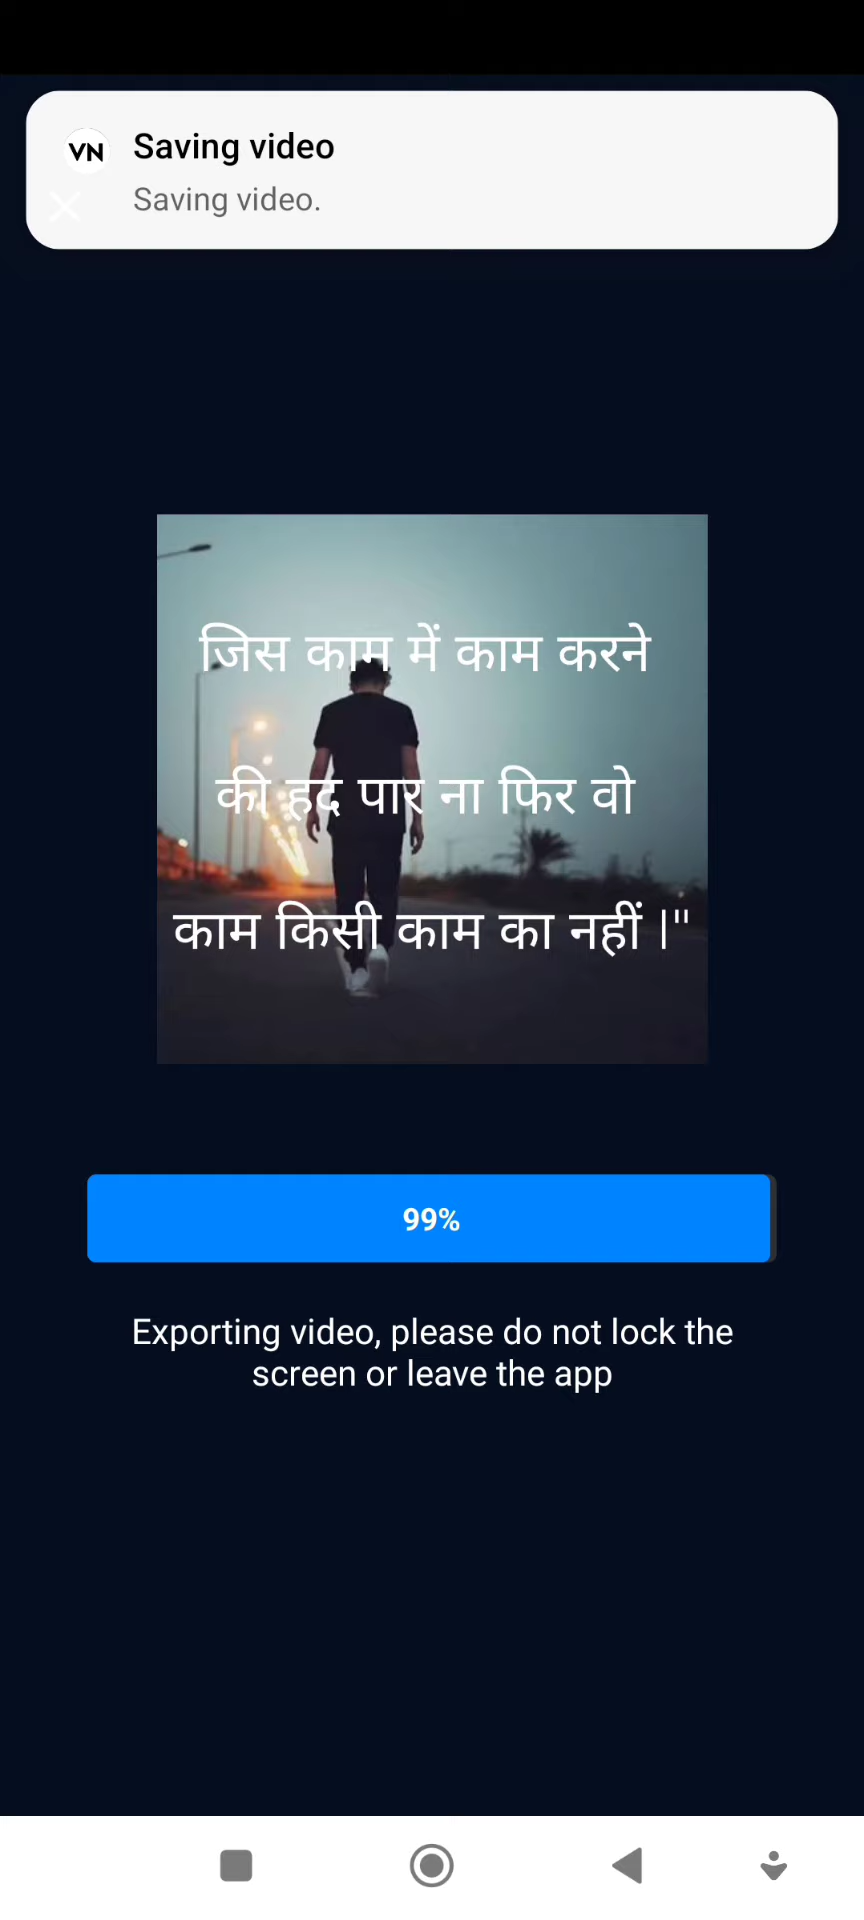 VN
Saving video
Saving video.
जिस काम में काम करने
की हद पार ना फिर वो
काम किसी काम का नहीं |"
99%
Exporting video, please do not lock the
screen or leave the app